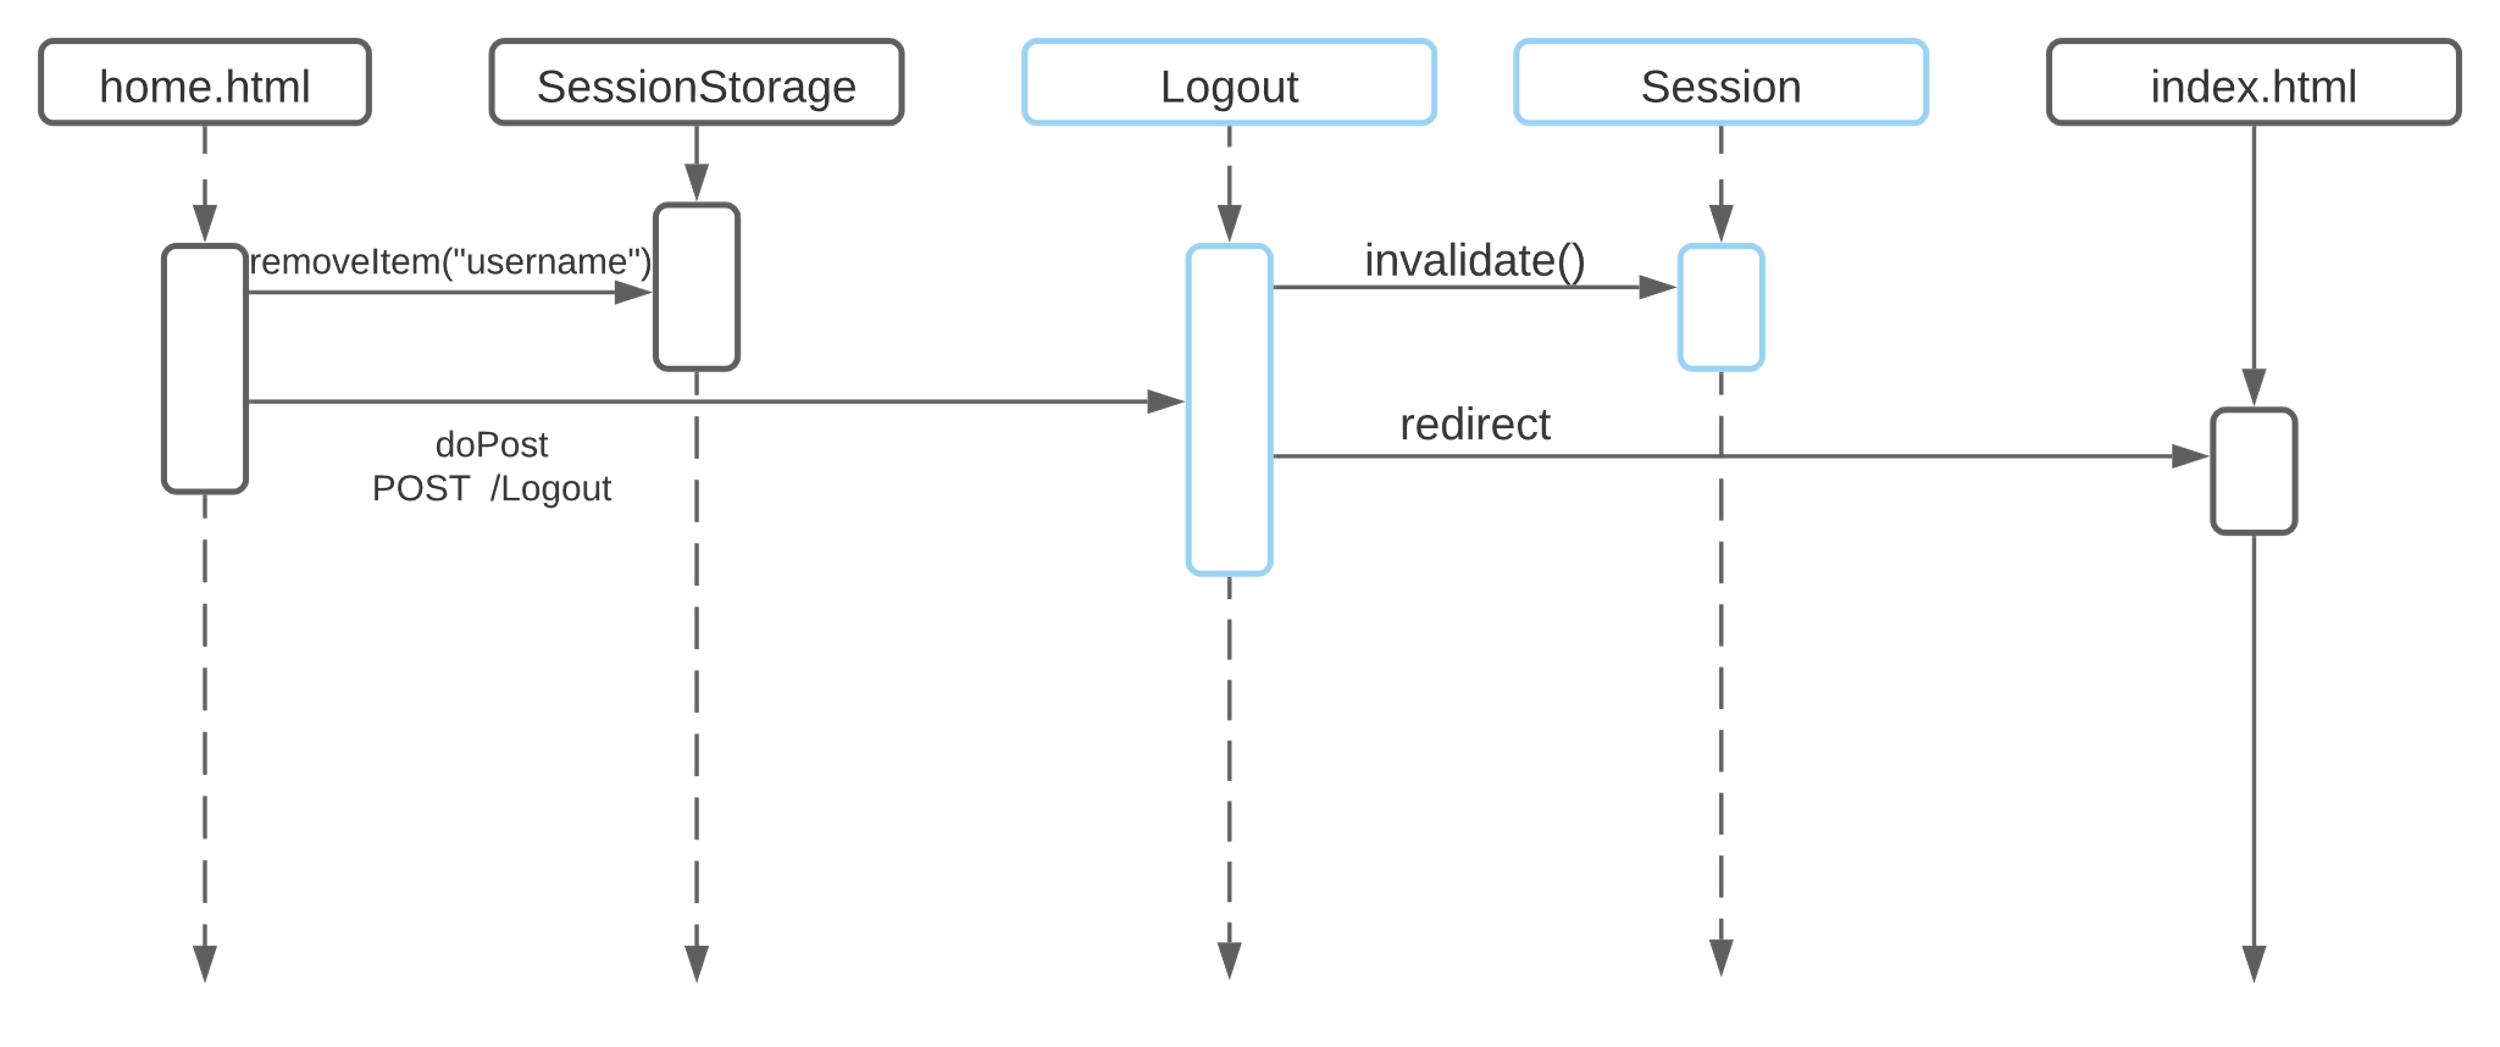 home.html
SessionStorage
Logout
Session
index.html
removeItem("username")
invalidate()
redirect
doPost
POST  /Logout